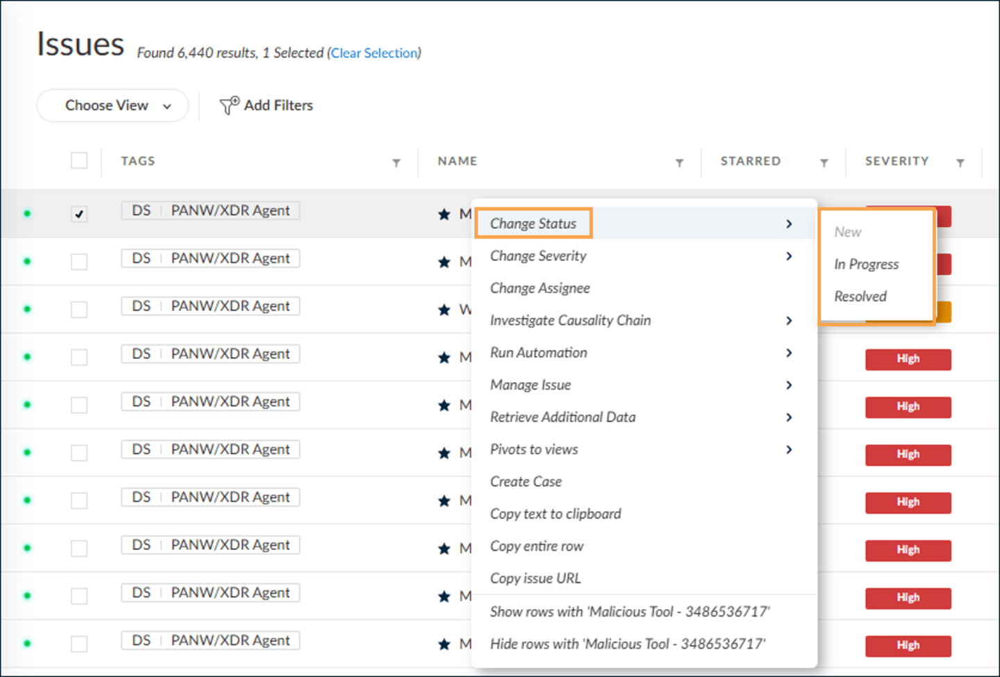 Issues Found 6,440 results, 1 Selected (Clear Selection)
Choose View Add Filters
TAGS NAME STARRED SEVERITY
DS PANW/XDR Agent M
Change Status
New
DS PANW/XDR Agent M
Change Severity
In Progress
Change Assignee
Resolved
DS PANW/XDR Agent W
Investigate Causality Chain
DS PANW/XDR Agent M Run Automation High
Manage Issue
DS PANW/XDR Agent M High
Retrieve Additional Data
DS PANW/XDR Agent M Pivots to views High
Create Case
DS PANW/XDR Agent M High
Copy text to clipboard
DS PANW/XDR Agent M Copy entire row High
Copy issue URL
DS PANW/XDR Agent M High
Show rows with 'Malicious Tool - 3486536717'
DS PANW/XDR Agent M Hide rows with 'Malicious Tool - 3486536717' High